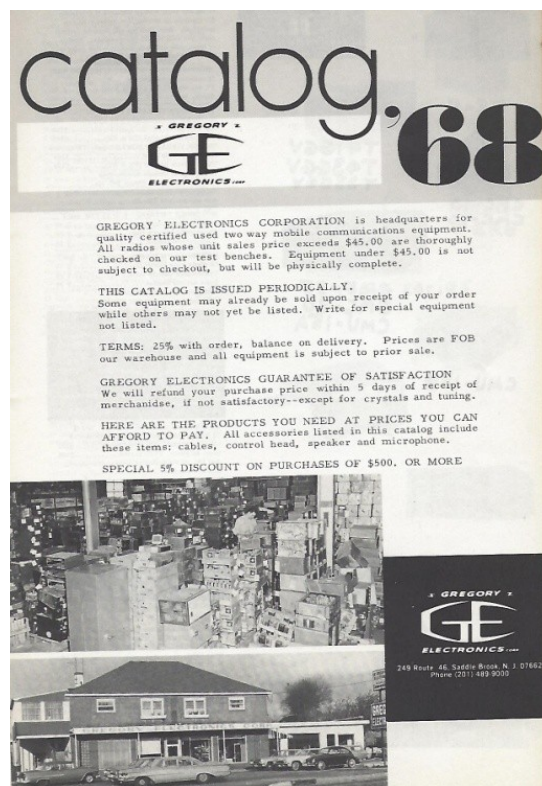 catalog,
'68
GREGORY
GE
ELECTRONICS CORP
GREGORY ELECTRONICS CORPORATION is headquarters for
quality certified used two way mobile communications equipment.
All radios whose unit sales price exceeds $45.00 are thoroughly
checked on our test benches. Equipment under $45.00 is not
subject to checkout, but will be physically complete.
THIS CATALOG IS ISSUED PERIODICALLY.
Some equipment may already be sold upon receipt of your order
while others may not yet be listed. Write for special equipment
not listed.
TERMS: 25% with order, balance on delivery. Prices are FOB
our warehouse and all equipment is subject to prior sale.
GREGORY ELECTRONICS GUARANTEE OF SATISFACTION
We will refund your purchase price within 5 days of receipt of
merchanidse, if not satisfactory--except for crystals and tuning.
HERE ARE THE PRODUCTS YOU NEED AT PRICES YOU CAN
AFFORD TO PAY. All accessories listed in this catalog include
these items: cables, control head, speaker and microphone.
SPECIAL 5% DISCOUNT ON PURCHASES OF $500. OR MORE
GREGORY
GE
ELECTRONICS CORP
249 Route 46, Saddle Brook, N. J. 07662
Phone (201) 489-9000
GREGORY ELECTRONICS CORP